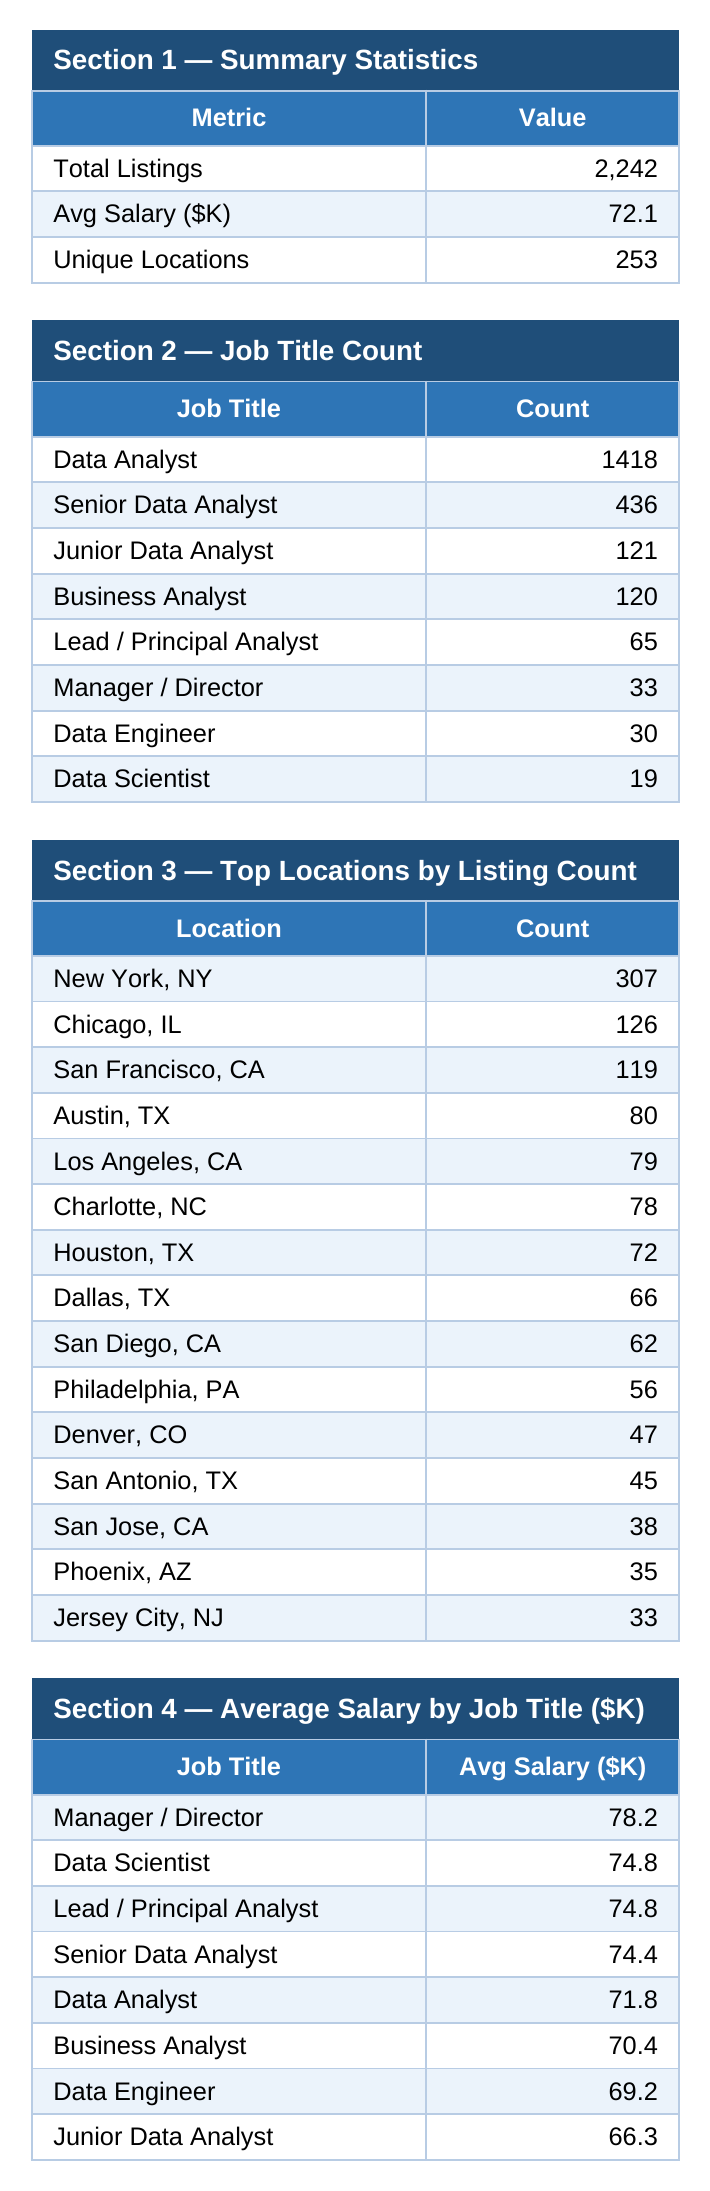 Section 1 — Summary Statistics
Metric Value
Total Listings 2,242
Avg Salary ($K) 72.1
Unique Locations 253
Section 2 — Job Title Count
Job Title Count
Data Analyst 1418
Senior Data Analyst 436
Junior Data Analyst 121
Business Analyst 120
Lead / Principal Analyst 65
Manager / Director 33
Data Engineer 30
Data Scientist 19
Section 3 — Top Locations by Listing Count
Location Count
New York, NY 307
Chicago, IL 126
San Francisco, CA 119
Austin, TX 80
Los Angeles, CA 79
Charlotte, NC 78
Houston, TX 72
Dallas, TX 66
San Diego, CA 62
Philadelphia, PA 56
Denver, CO 47
San Antonio, TX 45
San Jose, CA 38
Phoenix, AZ 35
Jersey City, NJ 33
Section 4 — Average Salary by Job Title ($K)
Job Title Avg Salary ($K)
Manager / Director 78.2
Data Scientist 74.8
Lead / Principal Analyst 74.8
Senior Data Analyst 74.4
Data Analyst 71.8
Business Analyst 70.4
Data Engineer 69.2
Junior Data Analyst 66.3